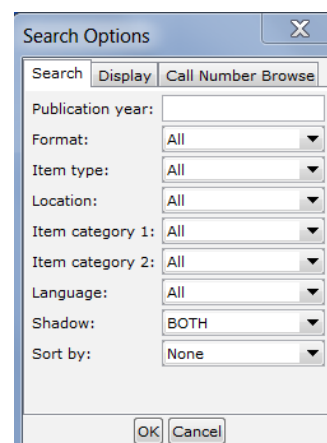 Search Options X
Search Display Call Number Browse
Publication year:
Format: All
Item type: All
Location: All
Item category 1: All
Item category 2: All
Language: All
Shadow: BOTH
Sort by: None
OK Cancel